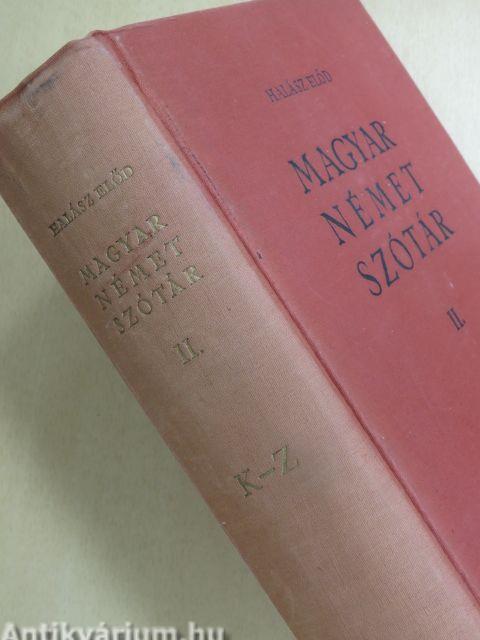 HALÁSZ ELŐD
MAGYAR
NÉMET
SZÓTÁR
II.
K–Z
HALÁSZ ELŐD
MAGYAR
NÉMET
SZÓTÁR
II.
Antikvárium.hu